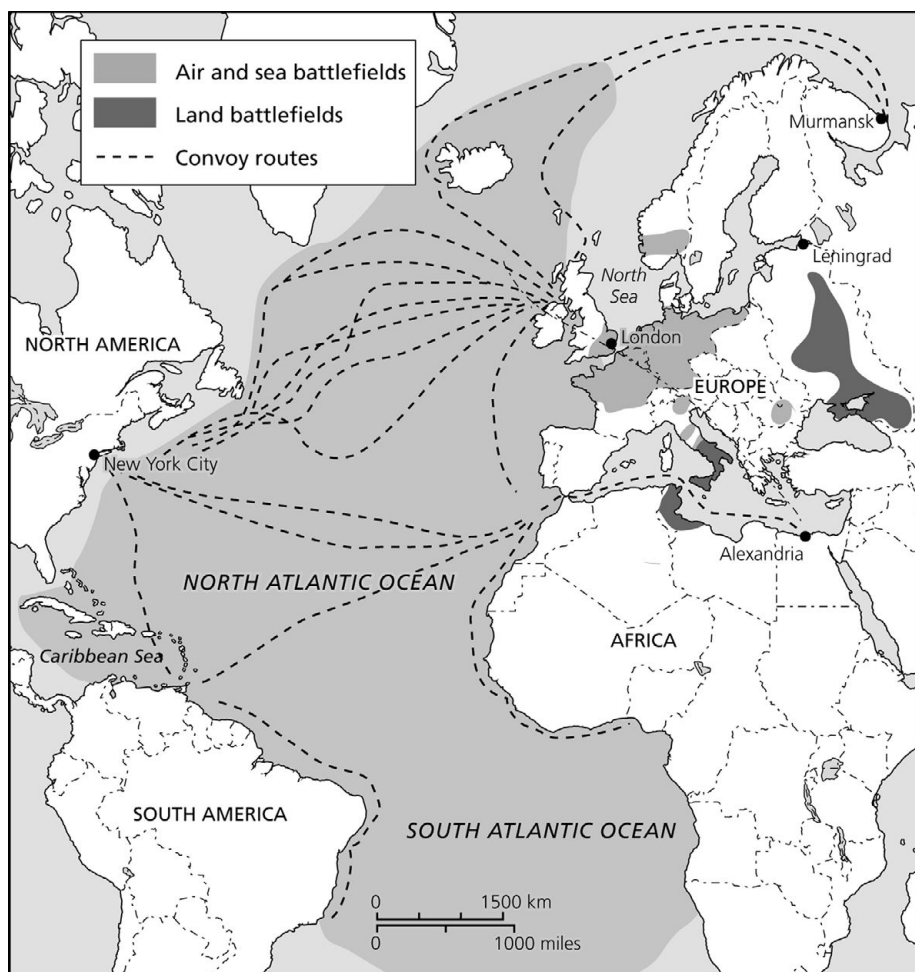 Air and sea battlefields
Land battlefields
Convoy routes
Murmansk
Leningrad
North
Sea
London
NORTH AMERICA
EUROPE
New York City
Alexandria
NORTH ATLANTIC OCEAN
AFRICA
Caribbean Sea
SOUTH AMERICA
SOUTH ATLANTIC OCEAN
0 1500 km
0 1000 miles